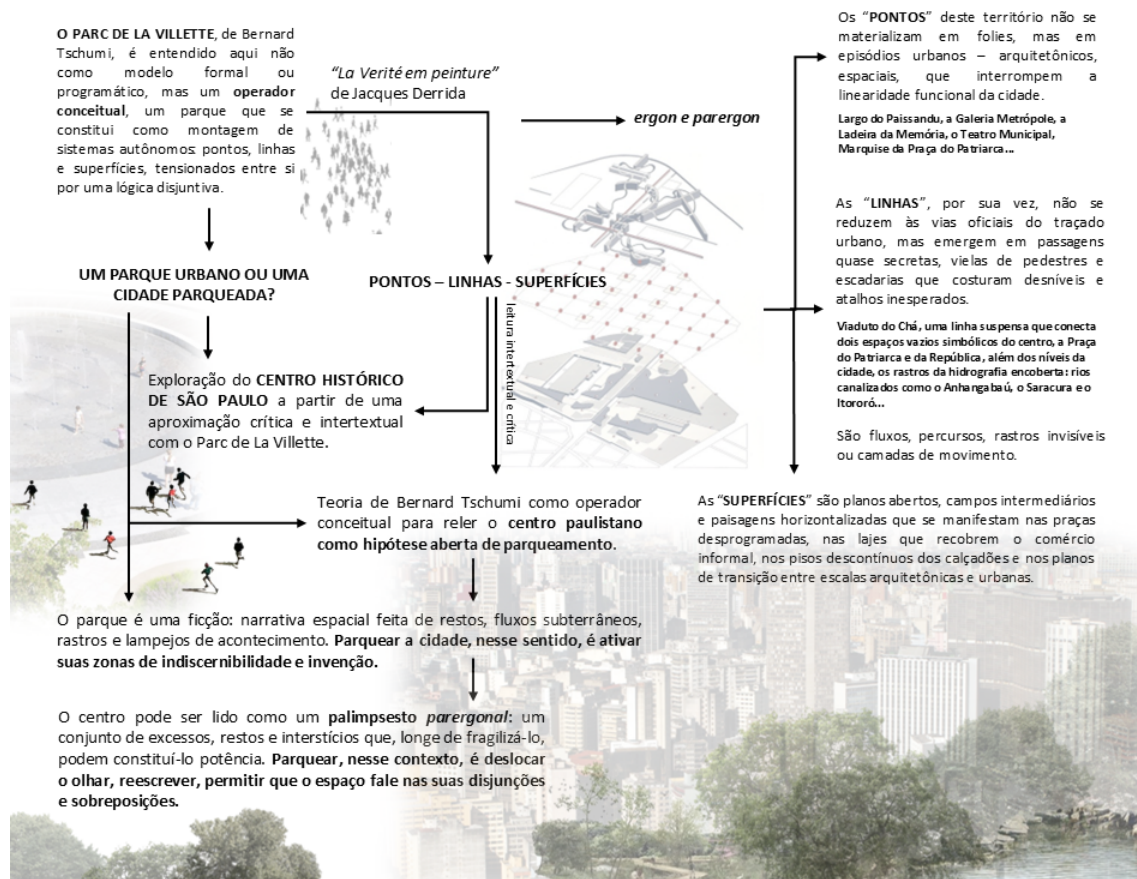 O PARC DE LA VILLETTE, de Bernard
Tschumi, é entendido aqui não
como modelo formal ou
programático, mas um operador
conceitual, um parque que se
constitui como montagem de
sistemas autônomos: pontos, linhas
e superfícies, tensionados entre si
por uma lógica disjuntiva.
“La Verité em peinture”
de Jacques Derrida
ergon e parergon
Os “PONTOS” deste território não se
materializam em folies, mas em
episódios urbanos – arquitetônicos,
espaciais, que interrompem a
linearidade funcional da cidade.
Largo do Paissandu, a Galeria Metrópole, a
Ladeira da Memória, o Teatro Municipal,
Marquise da Praça do Patriarca...
As “LINHAS”, por sua vez, não se
reduzem às vias oficiais do traçado
urbano, mas emergem em passagens
quase secretas, vielas de pedestres e
escadarias que costuram desníveis e
atalhos inesperados.
Viaduto do Chá, uma linha suspensa que conecta
dois espaços vazios simbólicos do centro, a Praça
do Patriarca e da República, além dos níveis da
cidade, os rastros da hidrografia encoberta: rios
canalizados como o Anhangabaú, o Saracura e o
Itororó...
São fluxos, percursos, rastros invisíveis
ou camadas de movimento.
UM PARQUE URBANO OU UMA
CIDADE PARQUEADA?
PONTOS – LINHAS - SUPERFÍCIES
leitura intertextual e crítica
Exploração do CENTRO HISTÓRICO
DE SÃO PAULO a partir de uma
aproximação crítica e intertextual
com o Parc de La Villette.
Teoria de Bernard Tschumi como operador
conceitual para reler o centro paulistano
como hipótese aberta de parqueamento.
As “SUPERFÍCIES” são planos abertos, campos intermediários
e paisagens horizontalizadas que se manifestam nas praças
desprogramadas, nas lajes que recobrem o comércio
informal, nos pisos descontínuos dos calçadões e nos planos
de transição entre escalas arquitetônicas e urbanas.
O parque é uma ficção: narrativa espacial feita de restos, fluxos subterrâneos,
rastros e lampejos de acontecimento. Parquear a cidade, nesse sentido, é ativar
suas zonas de indiscernibilidade e invenção.
O centro pode ser lido como um palimpsesto parergonal: um
conjunto de excessos, restos e interstícios que, longe de fragilizá-lo,
podem constituí-lo potência. Parquear, nesse contexto, é deslocar
o olhar, reescrever, permitir que o espaço fale nas suas disjunções
e sobreposições.